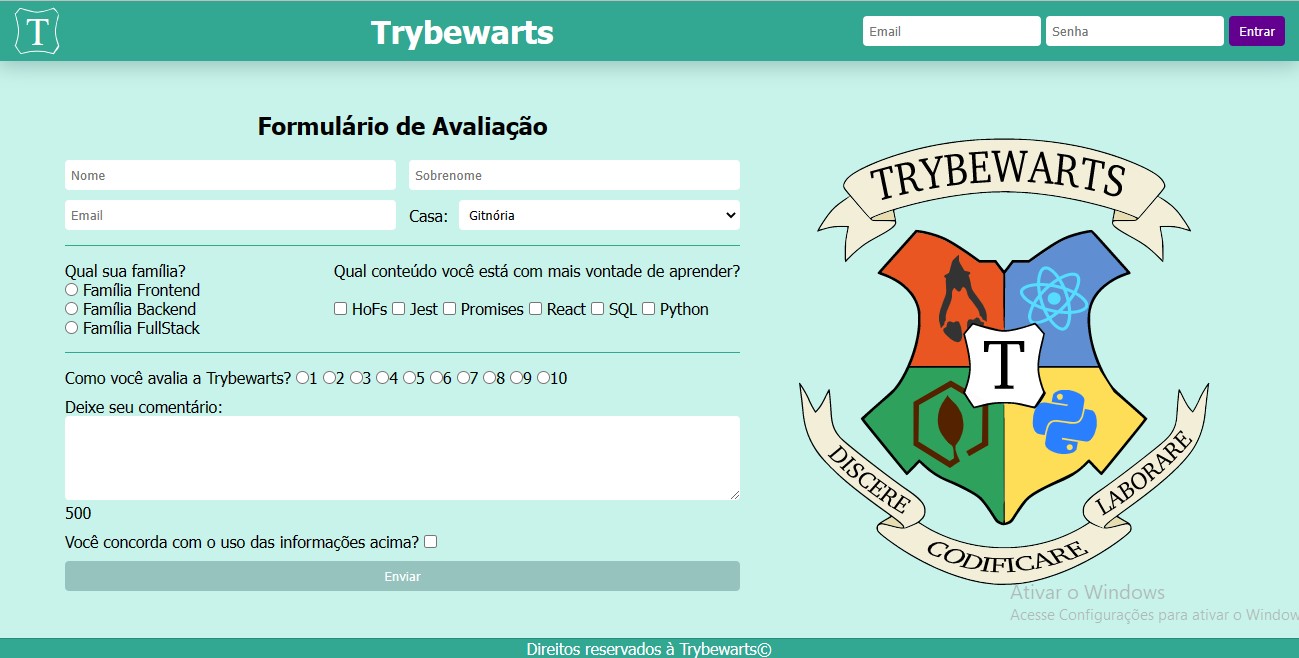 T
Trybewarts
Email
Senha
Entrar
Formulário de Avaliação
Nome
Sobrenome
Email
Casa:
Gitnória
Qual sua família?
Família Frontend
Família Backend
Família FullStack
Qual conteúdo você está com mais vontade de aprender?
HoFs Jest Promises React SQL Python
Como você avalia a Trybewarts? 1 2 3 4 5 6 7 8 9 10
Deixe seu comentário:
500
Você concorda com o uso das informações acima?
Enviar
TRYBEWARTS
T
DISCERE
CODIFICARE
LABORARE
Ativar o Windows
Acesse Configurações para ativar o Window
Direitos reservados à Trybewarts©